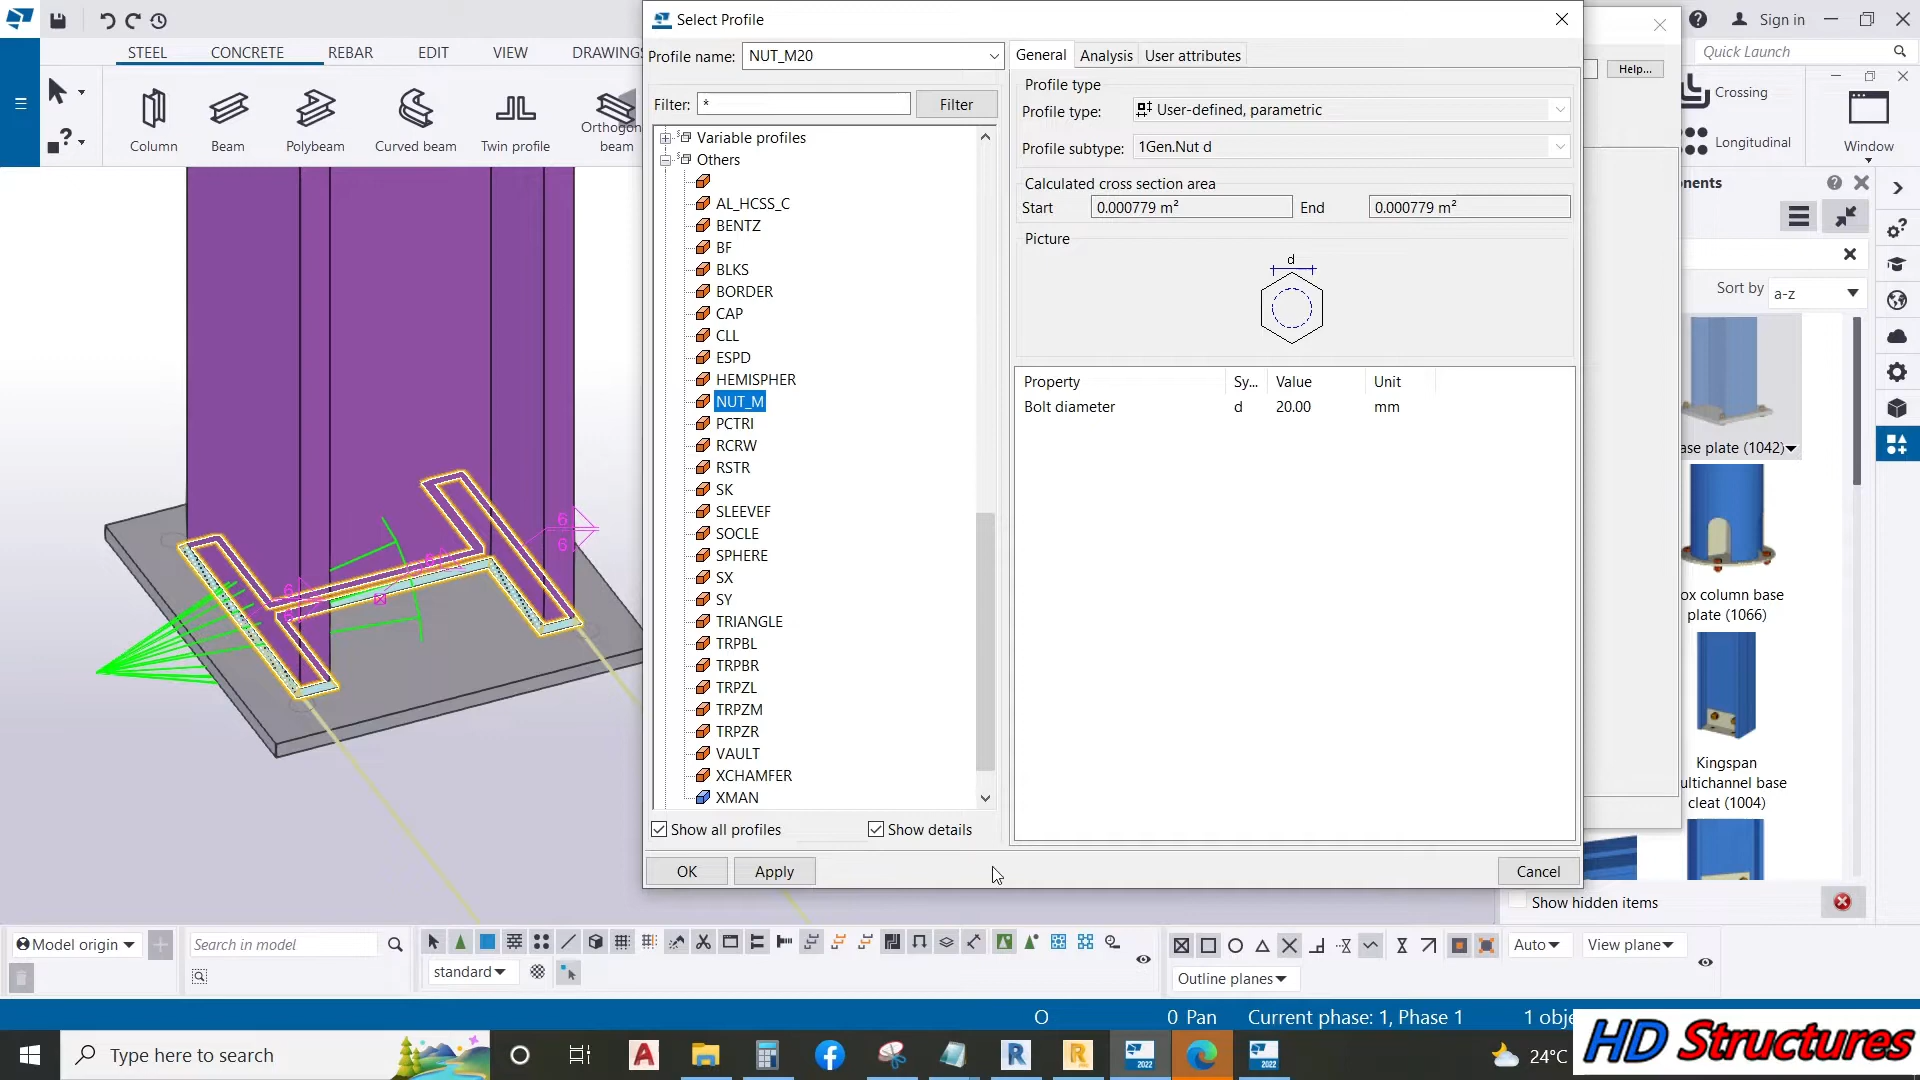 Select Profile
Sign in
STEEL CONCRETE REBAR EDIT VIEW DRAWINGS
Quick Launch
Profile name: NUT_M20
General Analysis User attributes
Help...
Filter: * Filter
Profile type
Profile type: User-defined, parametric
Profile subtype: 1Gen.Nut d
Crossing
Longitudinal
Window
Column Beam Polybeam Curved beam Twin profile Orthogon
beam
Variable profiles
Others
AL_HCSS_C
BENTZ
BF
BLKS
BORDER
CAP
CLL
ESPD
HEMISPHER
NUT_M
PCTRI
RCRW
RSTR
SK
SLEEVEF
SOCLE
SPHERE
SX
SY
TRIANGLE
TRPBL
TRPBR
TRPZL
TRPZM
TRPZR
VAULT
XCHAMFER
XMAN
Calculated cross section area
Start 0.000779 m² End 0.000779 m²
Picture
d
Property Sy... Value Unit
Bolt diameter d 20.00 mm
nents
Sort by a-z
ase plate (1042)
ox column base
plate (1066)
Kingspan
ultichannel base
cleat (1004)
6
6
6
Show all profiles Show details
OK Apply Cancel
Show hidden items
Model origin Search in model
standard
Auto View plane
Outline planes
O 0 Pan Current phase: 1, Phase 1 1 obje
Type here to search
2022 2022
24°C
HD Structures